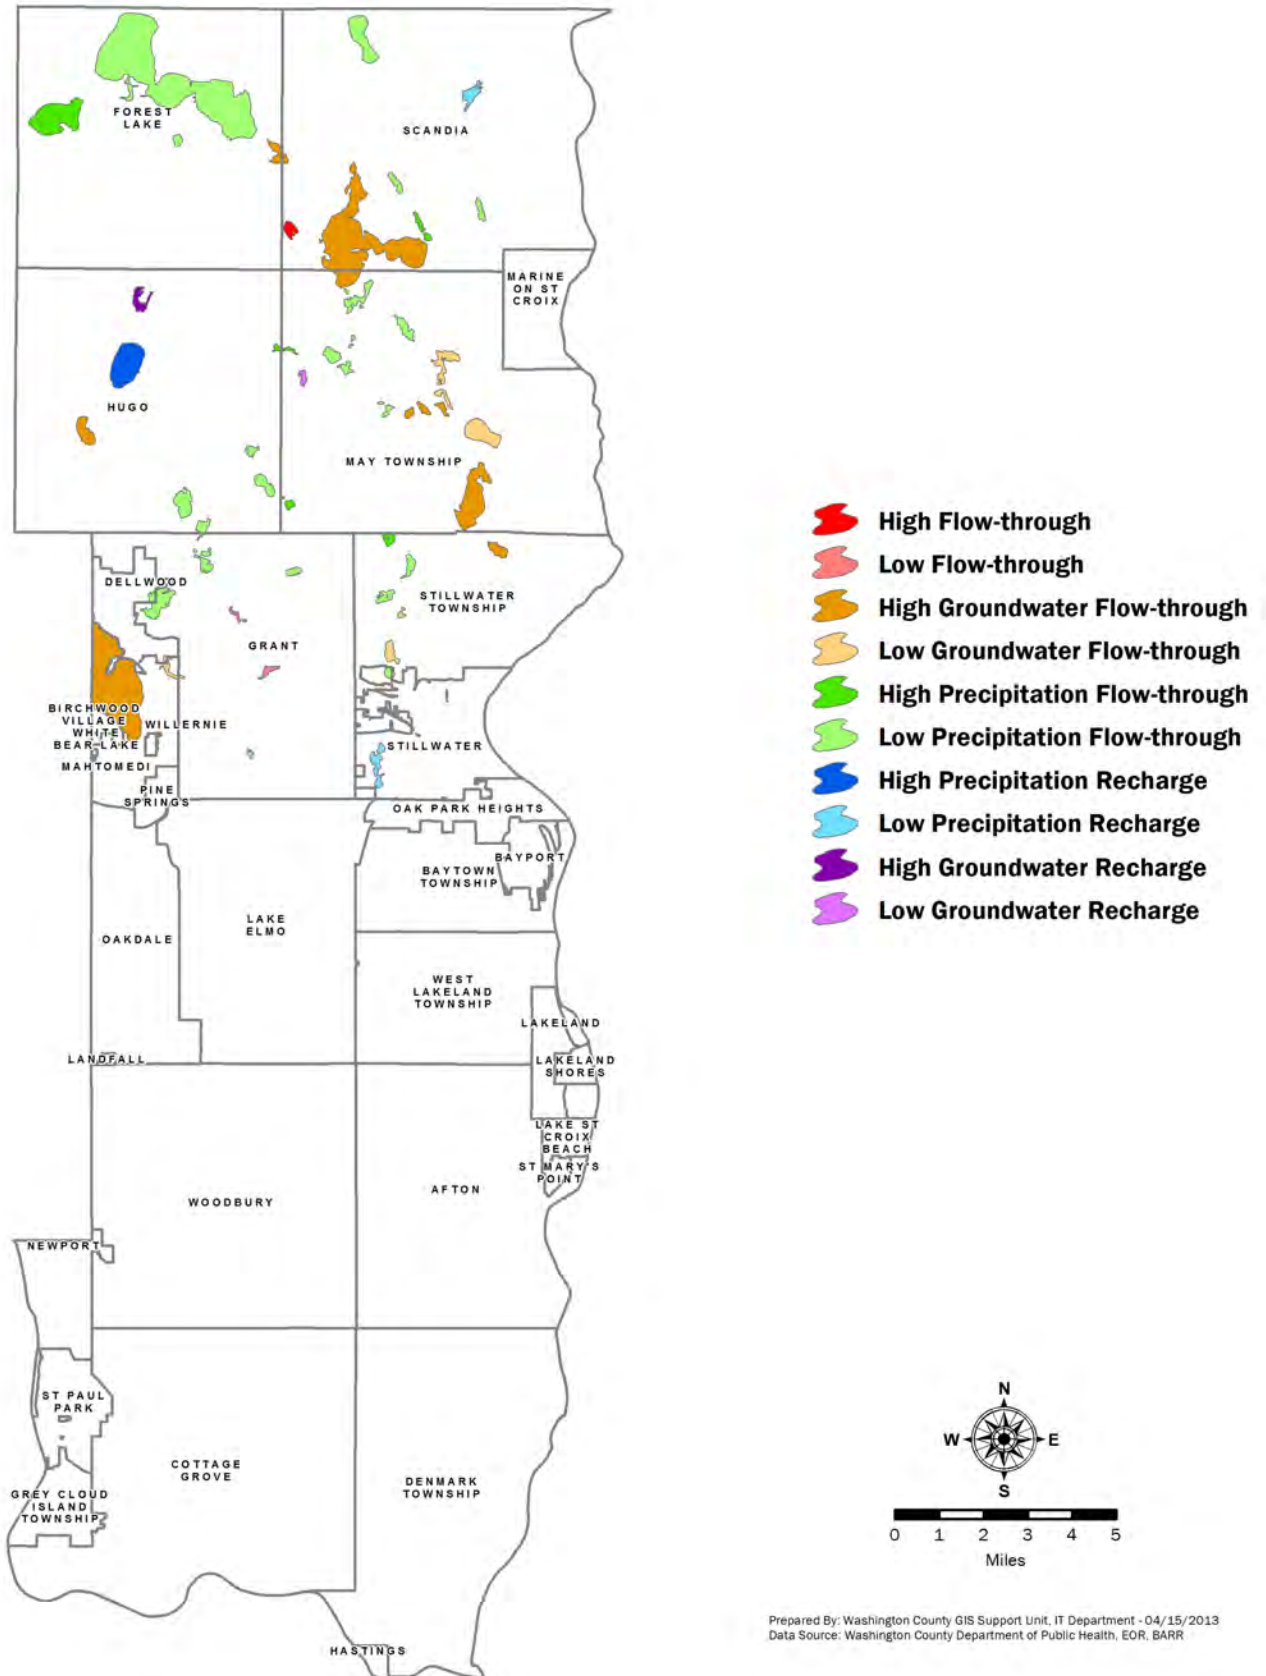 FOREST
LAKE
SCANDIA
MARINE
ON ST
CROIX
HUGO
MAY TOWNSHIP
DELLWOOD
STILLWATER
TOWNSHIP
GRANT
BIRCHWOOD
VILLAGE
WHITE
BEAR LAKE
WILLERNIE
MAHTOMEDI
STILLWATER
PINE
SPRINGS
OAK PARK HEIGHTS
BAYPORT
BAYTOWN
TOWNSHIP
LAKE
ELMO
OAKDALE
WEST
LAKELAND
TOWNSHIP
LAKELAND
LANDFALL
LAKELAND
SHORES
LAKE ST
CROIX
BEACH
ST MARY'S
POINT
AFTON
WOODBURY
NEWPORT
ST PAUL
PARK
COTTAGE
GROVE
DENMARK
TOWNSHIP
GREY CLOUD
ISLAND
TOWNSHIP
HASTINGS
High Flow-through
Low Flow-through
High Groundwater Flow-through
Low Groundwater Flow-through
High Precipitation Flow-through
Low Precipitation Flow-through
High Precipitation Recharge
Low Precipitation Recharge
High Groundwater Recharge
Low Groundwater Recharge
N
W E
S
0 1 2 3 4 5
Miles
Prepared By: Washington County GIS Support Unit, IT Department - 04/15/2013
Data Source: Washington County Department of Public Health, EOR, BARR